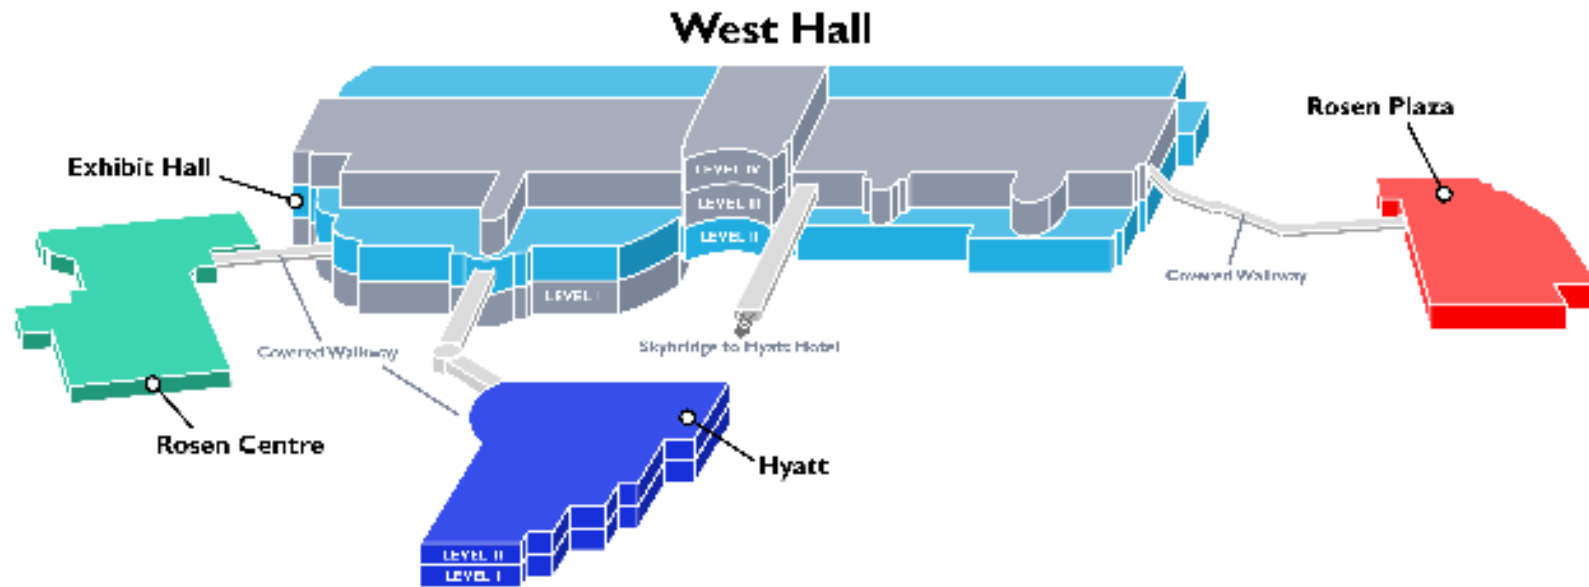 West Hall
Rosen Plaza
Exhibit Hall
LEVEL IV
LEVEL III
LEVEL II
LEVEL I
Covered Walkway
Covered Walkway
Skybridge to Hyatt Hotel
Rosen Centre
Hyatt
LEVEL II
LEVEL I